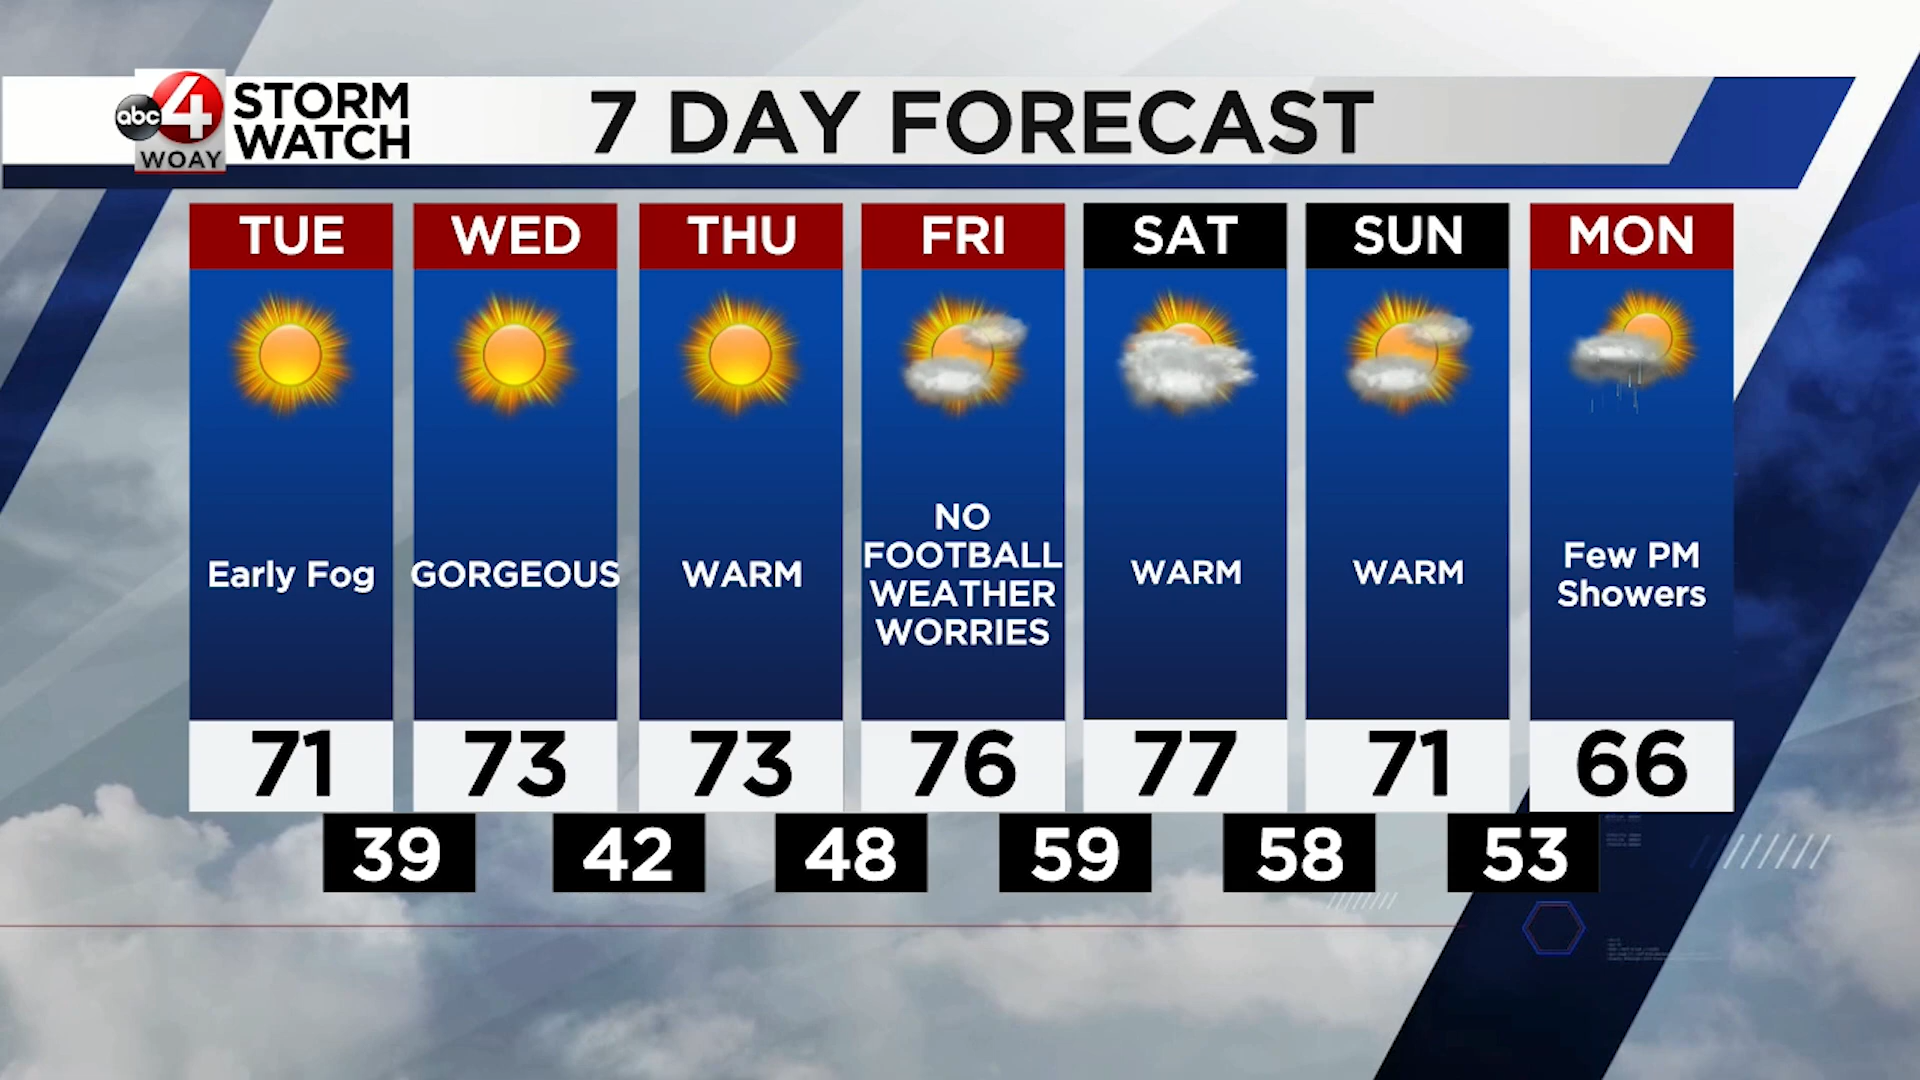 abc 4
WOAY
STORM
WATCH
7 DAY FORECAST
TUE
WED
THU
FRI
SAT
SUN
MON
Early Fog
GORGEOUS
WARM
NO
FOOTBALL
WEATHER
WORRIES
WARM
WARM
Few PM
Showers
71
73
73
76
77
71
66
39
42
48
59
58
53